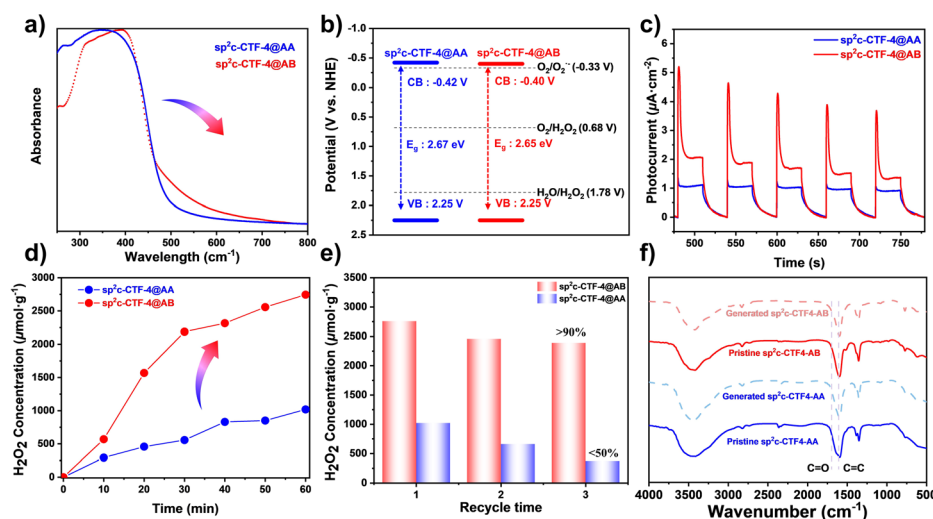 a)
sp²c-CTF-4@AA
sp²c-CTF-4@AB
Absorbance
300 400 500 600 700 800
Wavelength (cm⁻¹)
b)
Potential (V vs. NHE)
-1.0
-0.5
0.0
0.5
1.0
1.5
2.0
2.5
sp²c-CTF-4@AA sp²c-CTF-4@AB
O₂/O₂˙⁻ (-0.33 V)
CB : -0.42 V CB : -0.40 V
O₂/H₂O₂ (0.68 V)
Eg : 2.67 eV Eg : 2.65 eV
H₂O/H₂O₂ (1.78 V)
VB : 2.25 V VB : 2.25 V
c)
sp²c-CTF-4@AA
sp²c-CTF-4@AB
Photocurrent (μA·cm⁻²)
6
5
4
3
2
1
0
500 550 600 650 700 750
Time (s)
d)
sp²c-CTF-4@AA
sp²c-CTF-4@AB
H₂O₂ Concentration (μmol·g⁻¹)
3000
2500
2000
1500
1000
500
0
0 10 20 30 40 50 60
Time (min)
e)
sp²c-CTF-4@AB
sp²c-CTF-4@AA
H₂O₂ Concentration (μmol·g⁻¹)
3500
3000
2500
2000
1500
1000
500
0
>90%
<50%
1 2 3
Recycle time
f)
Generated sp²c-CTF4-AB
Pristine sp²c-CTF4-AB
Generated sp²c-CTF4-AA
Pristine sp²c-CTF4-AA
C=O C=C
4000 3500 3000 2500 2000 1500 1000 500
Wavenumber (cm⁻¹)